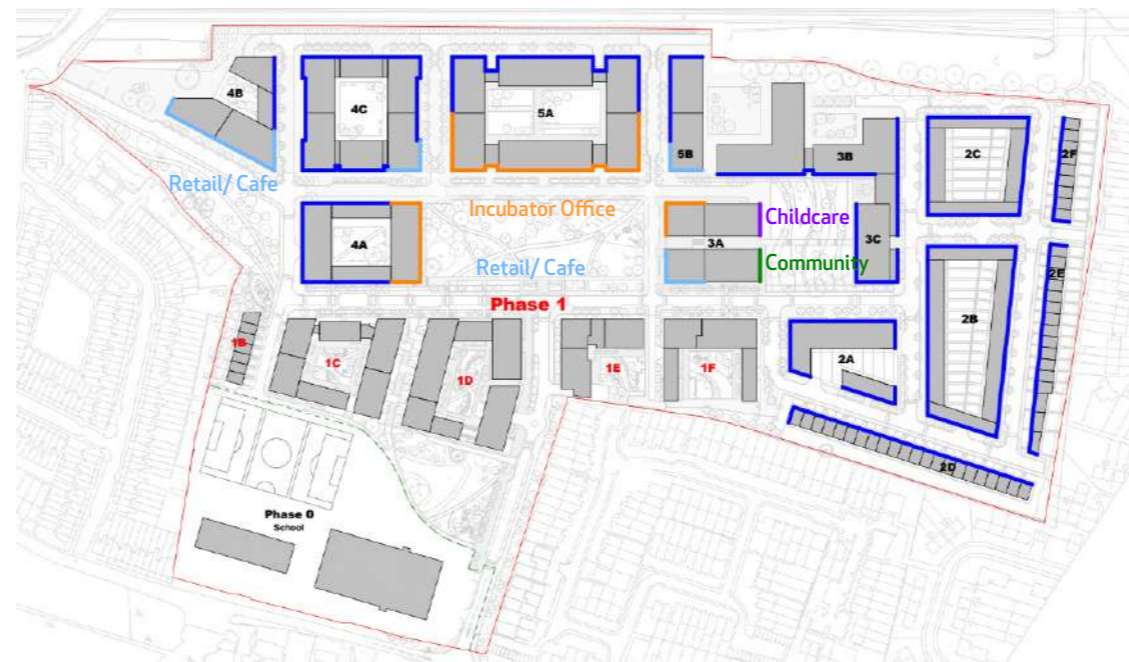 4B
4C
5A
5B
3B
2C
2F
Retail/ Cafe
Incubator Office
Childcare
4A
3A
3C
Community
2E
Retail/ Cafe
Phase 1
2B
1B
1C
1D
1E
1F
2A
2D
Phase 0
School